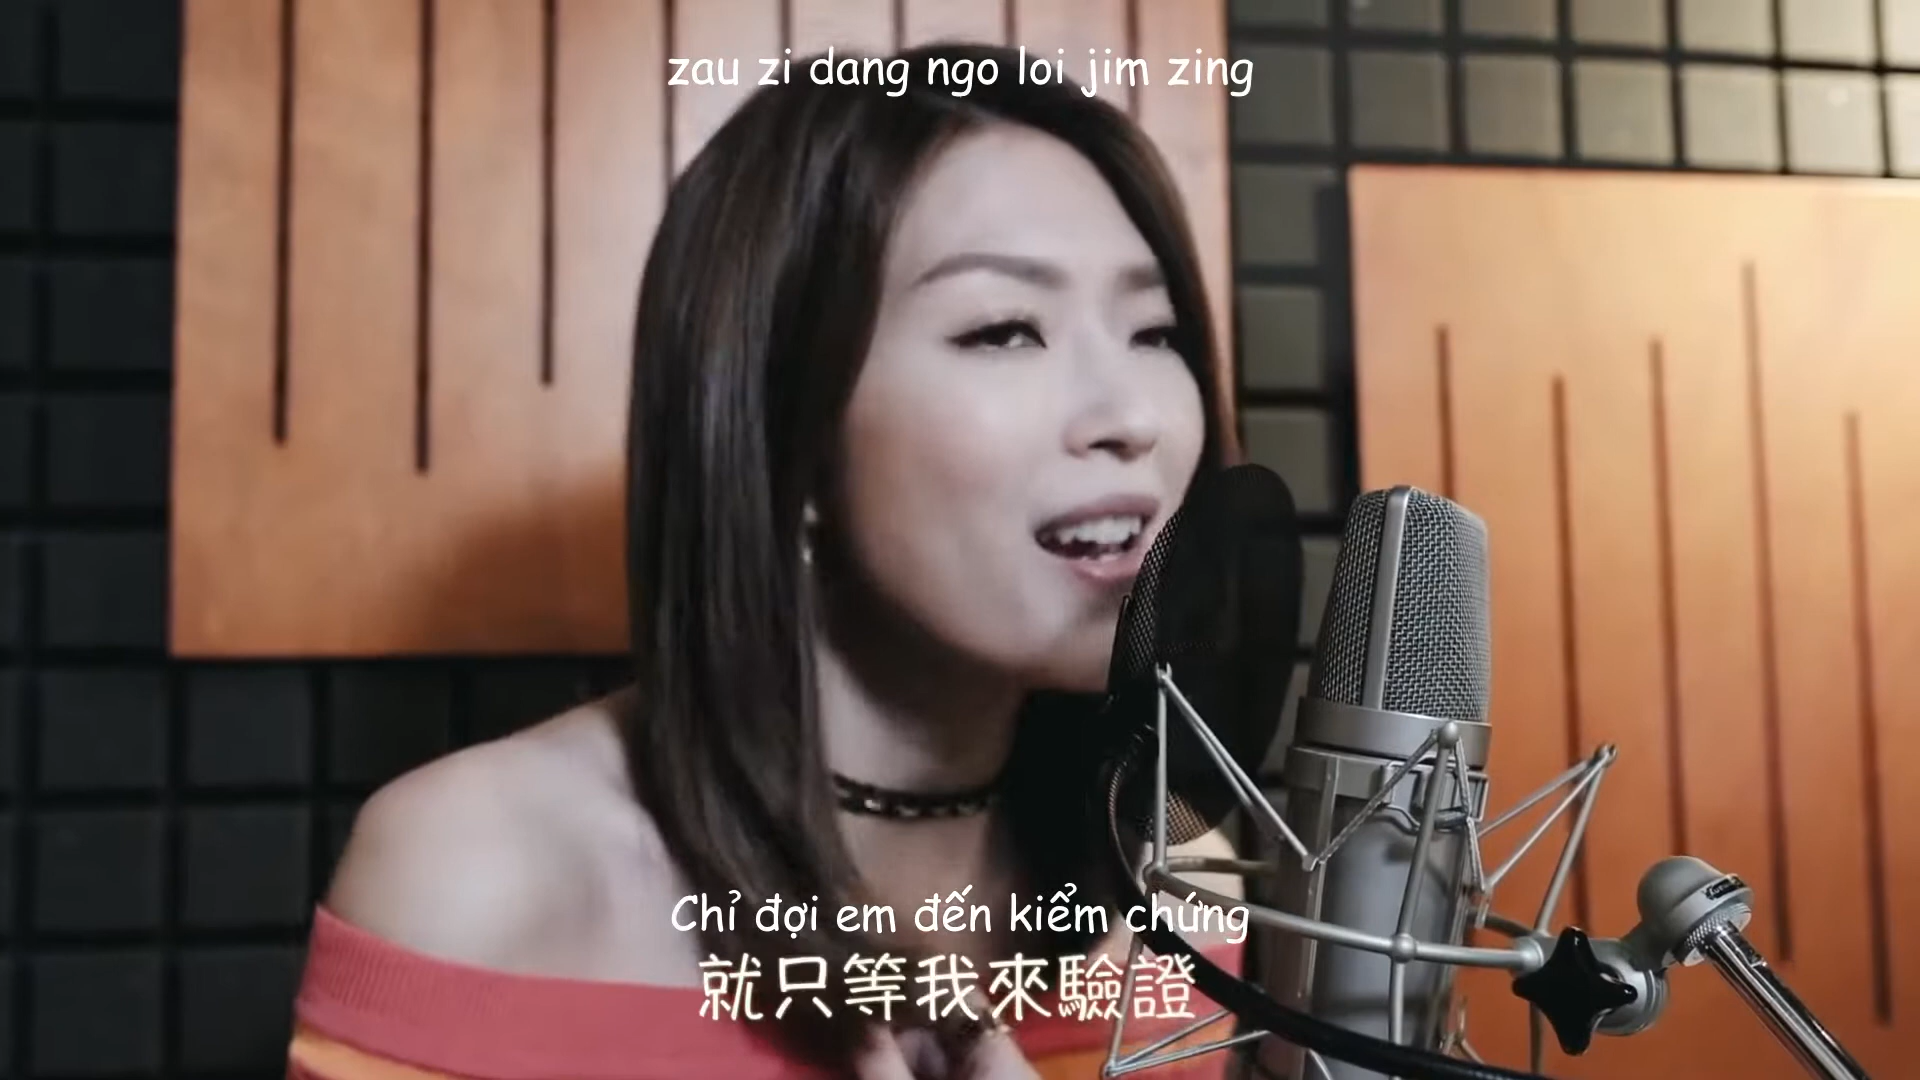 zau zi dang ngo loi jim zing
Chỉ đợi em đến kiểm chứng
就只等我來驗證